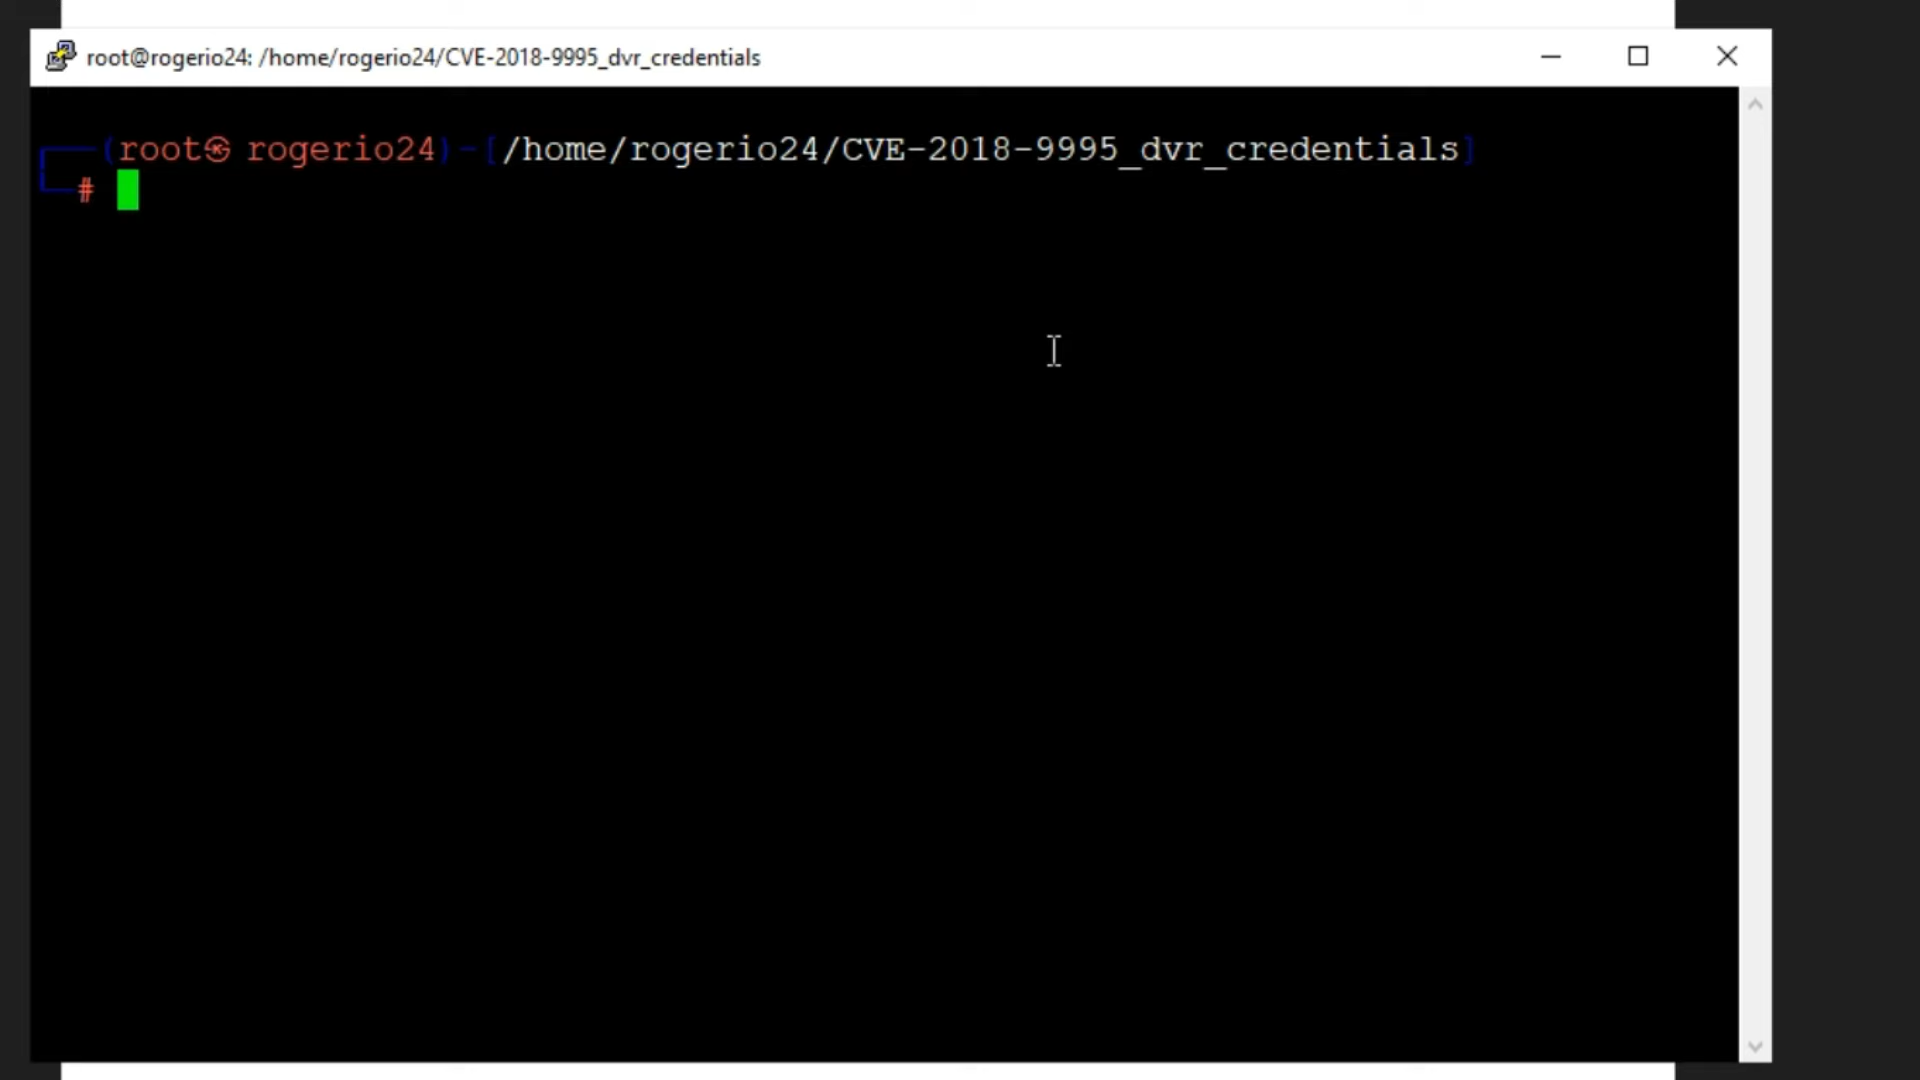 root@rogerio24: /home/rogerio24/CVE-2018-9995_dvr_credentials
┌──(root㉿ rogerio24)-[/home/rogerio24/CVE-2018-9995_dvr_credentials]
└─#